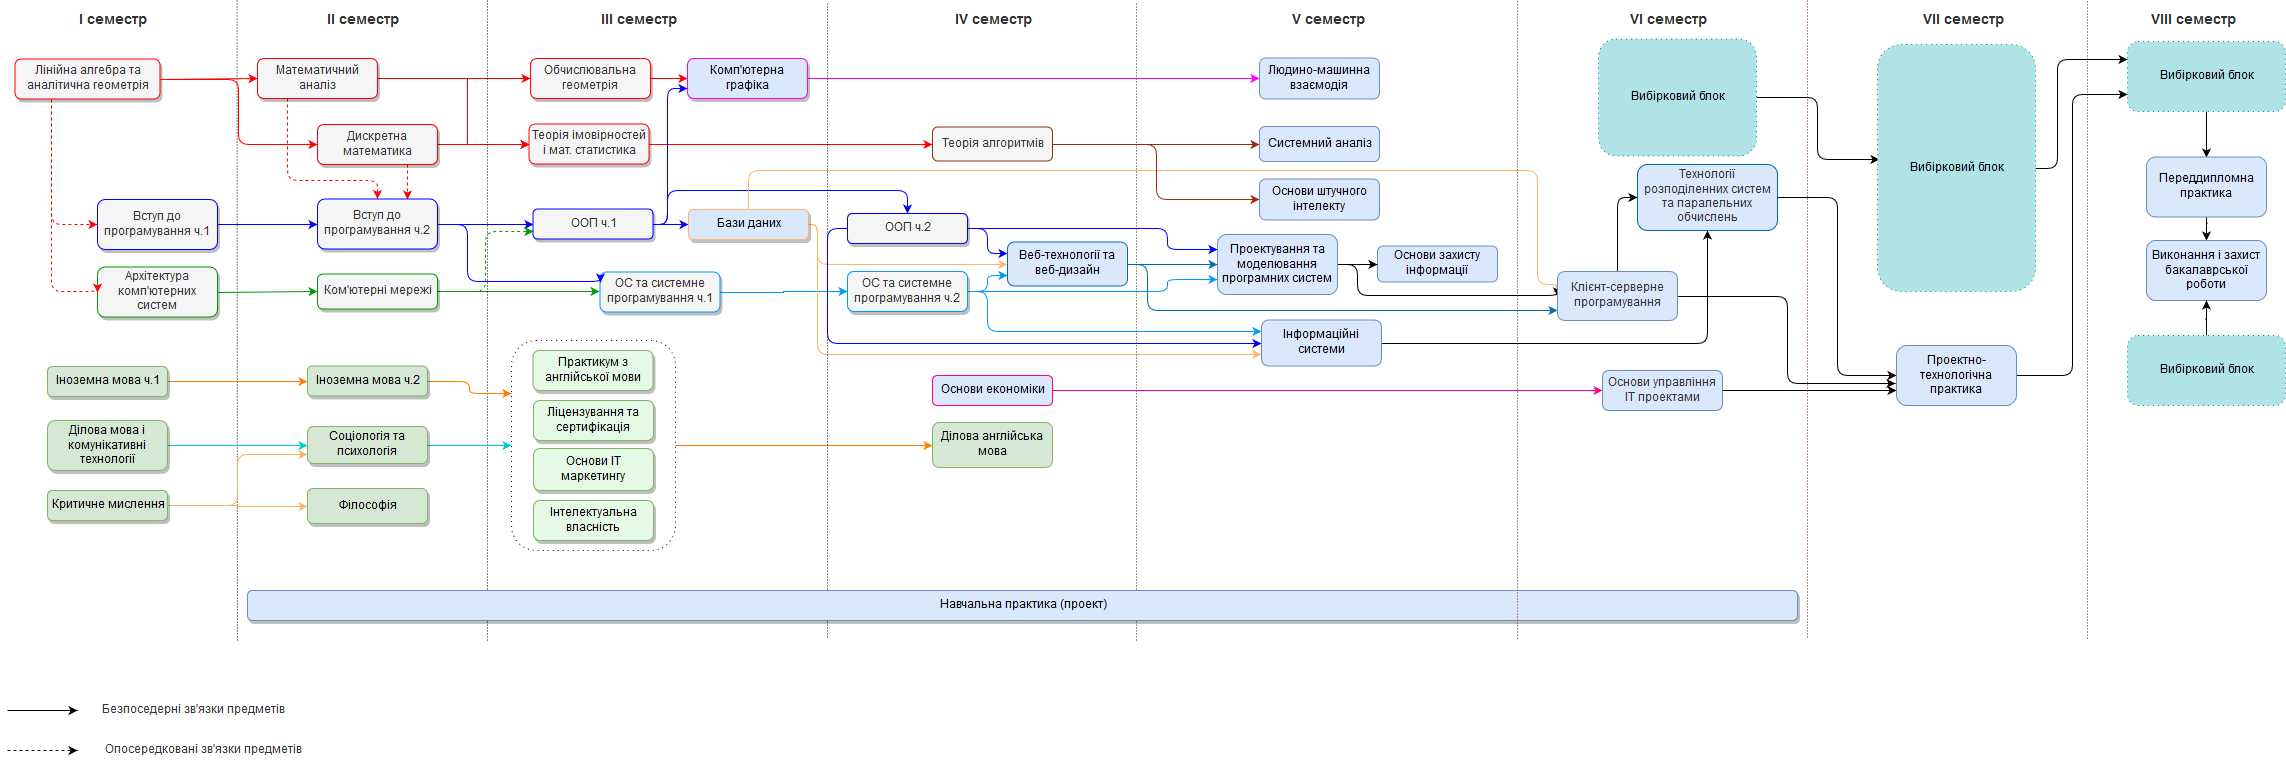 I семестр
II семестр
III семестр
IV семестр
V семестр
VI семестр
VII семестр
VIII семестр
Лінійна алгебра та
аналітична геометрія
Вступ до
програмування ч.1
Архітектура
комп'ютерних
систем
Іноземна мова ч.1
Ділова мова і
комунікативні
технології
Критичне мислення
Математичний
аналіз
Дискретна
математика
Вступ до
програмування ч.2
Ком'ютерні мережі
Іноземна мова ч.2
Соціологія та
психологія
Філософія
Обчислювальна
геометрія
Комп'ютерна
графіка
Теорія імовірностей
і мат. статистика
ООП ч.1
Бази даних
ОС та системне
програмування ч.1
Практикум з
англійської мови
Ліцензування та
сертифікація
Основи ІТ
маркетингу
Інтелектуальна
власність
Теорія алгоритмів
ООП ч.2
Веб-технології та
веб-дизайн
ОС та системне
програмування ч.2
Основи економіки
Ділова англійська
мова
Людино-машинна
взаємодія
Системний аналіз
Основи штучного
інтелекту
Проектування та
моделювання
програмних систем
Основи захисту
інформації
Інформаційні
системи
Вибірковий блок
Технології
розподіленних систем
та паралельних
обчислень
Клієнт-серверне
програмування
Основи управління
ІТ проектами
Вибірковий блок
Проектно-
технологічна
практика
Вибірковий блок
Переддипломна
практика
Виконання і захист
бакалаврської
роботи
Вибірковий блок
Навчальна практика (проект)
Безпоседерні зв'язки предметів
Опосередковані зв'язки предметів